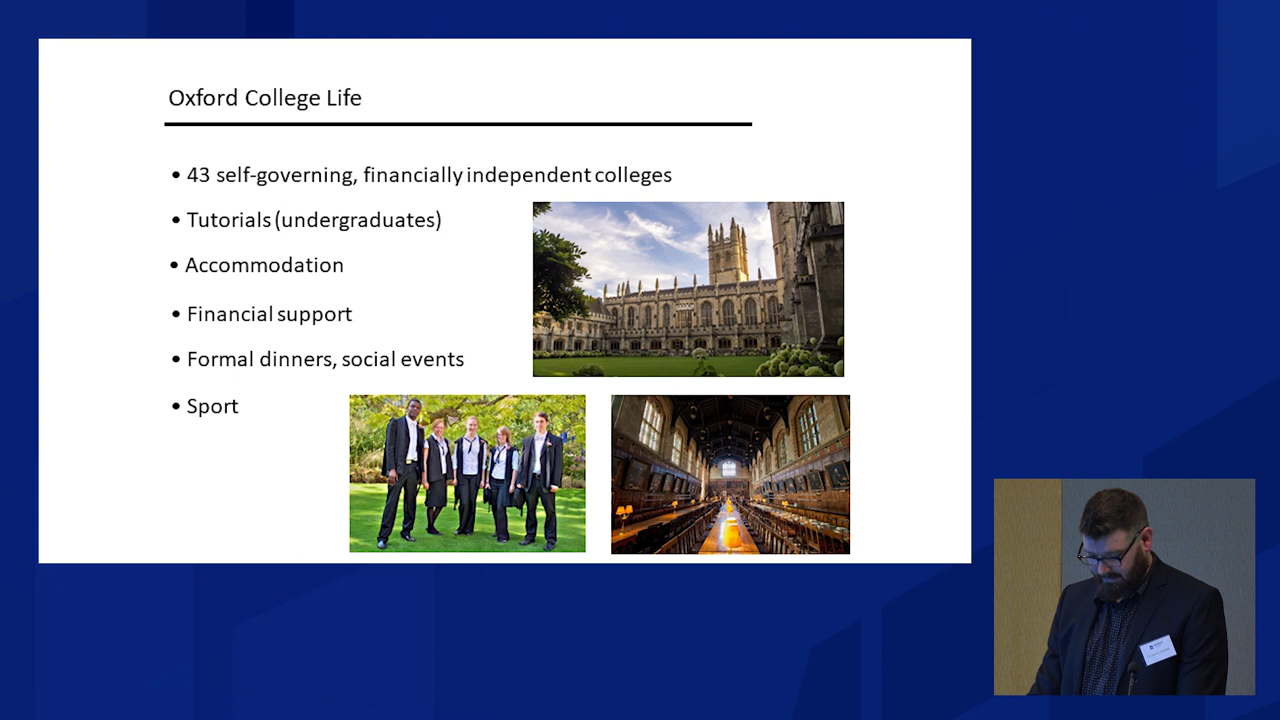 Oxford College Life
• 43 self-governing, financially independent colleges
• Tutorials (undergraduates)
• Accommodation
• Financial support
• Formal dinners, social events
• Sport